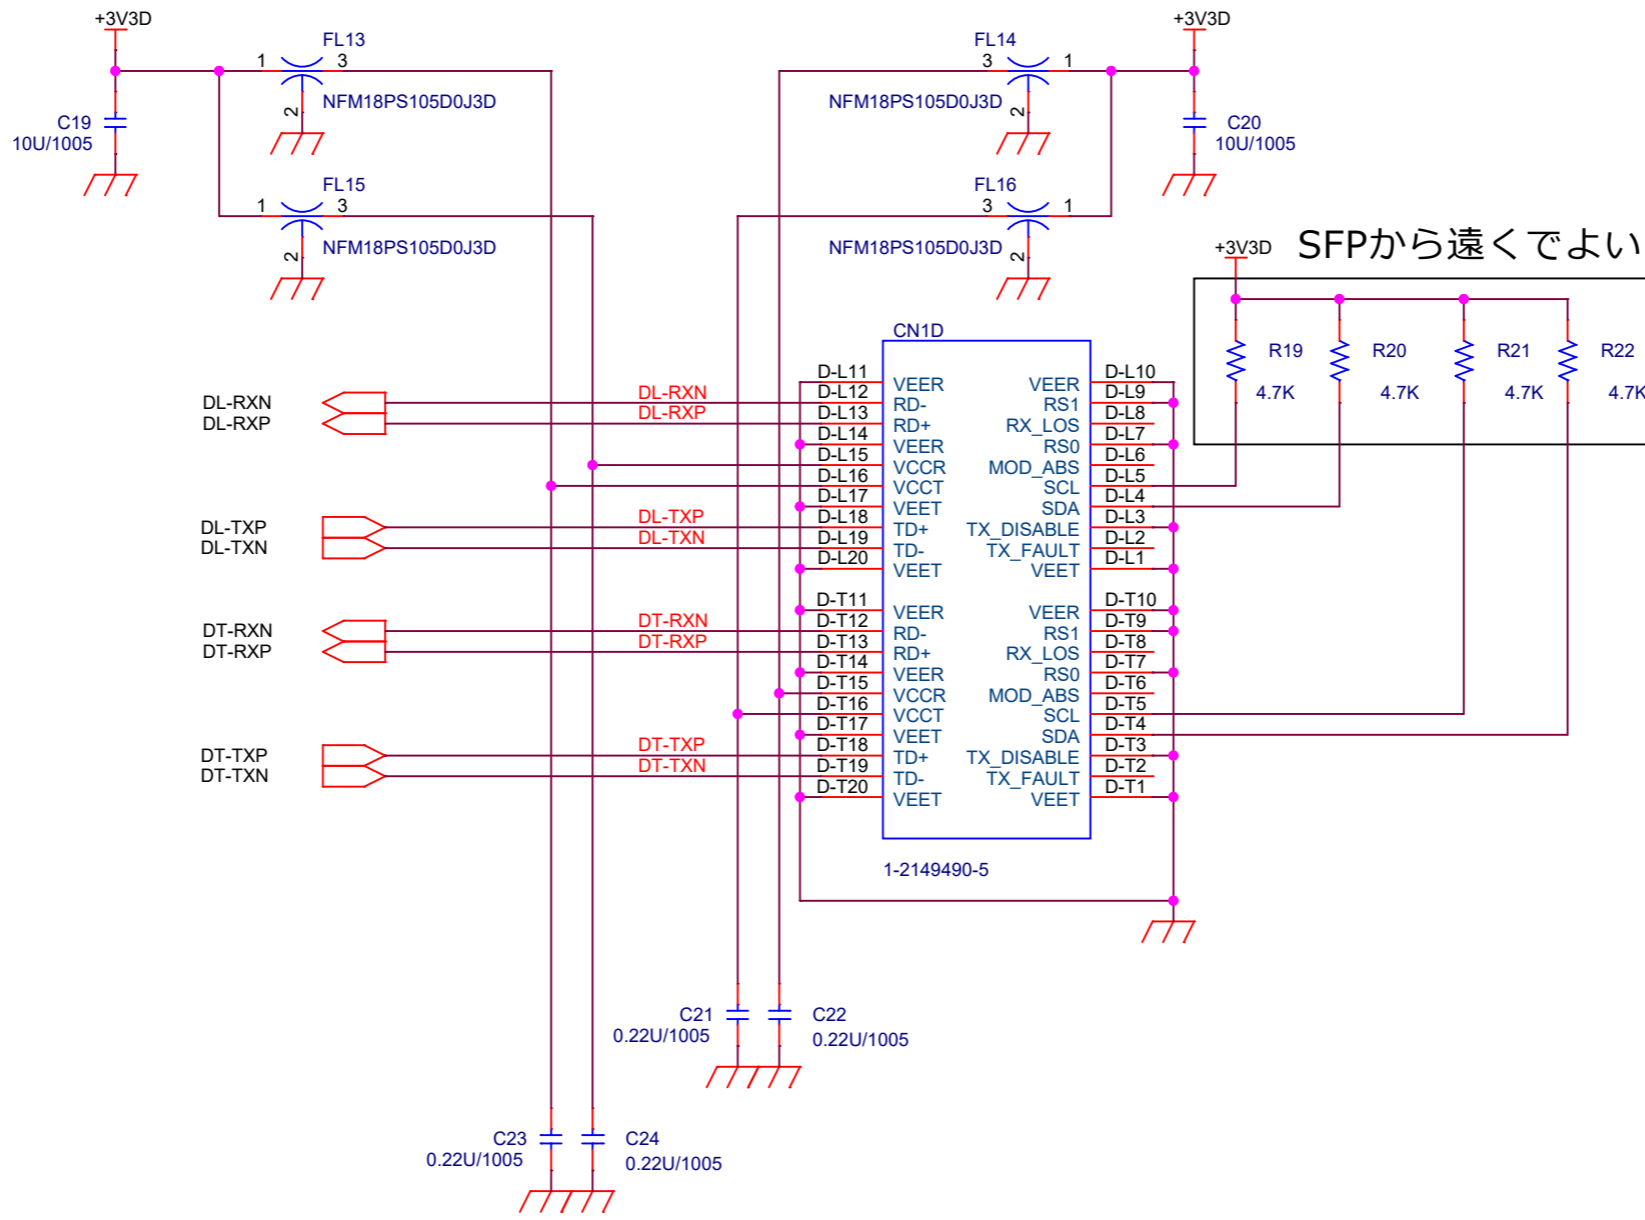 +3V3D
+3V3D
FL13
FL14
1
3
3
1
2
NFM18PS105D0J3D
NFM18PS105D0J3D
2
C19
10U/1005
C20
10U/1005
FL15
FL16
1
3
3
1
2
NFM18PS105D0J3D
NFM18PS105D0J3D
2
+3V3D
SFPから遠くでよい
R19
4.7K
R20
4.7K
R21
4.7K
R22
4.7K
CN1D
D-L11 VEER VEER D-L10
DL-RXN DL-RXN D-L12 RD- RS1 D-L9
DL-RXP DL-RXP D-L13 RD+ RX_LOS D-L8
D-L14 VEER RS0 D-L7
D-L15 VCCR MOD_ABS D-L6
D-L16 VCCT SCL D-L5
D-L17 VEET SDA D-L4
DL-TXP DL-TXP D-L18 TD+ TX_DISABLE D-L3
DL-TXN DL-TXN D-L19 TD- TX_FAULT D-L2
D-L20 VEET VEET D-L1
D-T11 VEER VEER D-T10
DT-RXN DT-RXN D-T12 RD- RS1 D-T9
DT-RXP DT-RXP D-T13 RD+ RX_LOS D-T8
D-T14 VEER RS0 D-T7
D-T15 VCCR MOD_ABS D-T6
D-T16 VCCT SCL D-T5
D-T17 VEET SDA D-T4
DT-TXP DT-TXP D-T18 TD+ TX_DISABLE D-T3
DT-TXN DT-TXN D-T19 TD- TX_FAULT D-T2
D-T20 VEET VEET D-T1
1-2149490-5
C21
0.22U/1005
C22
0.22U/1005
C23
0.22U/1005
C24
0.22U/1005